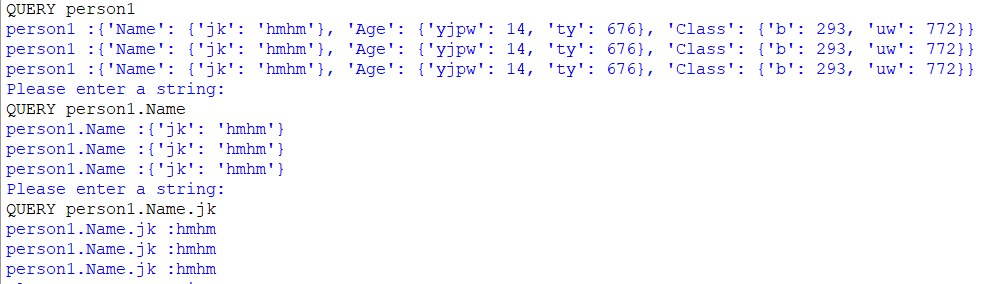 QUERY person1
person1 :{'Name': {'jk': 'hmhm'}, 'Age': {'yjpw': 14, 'ty': 676}, 'Class': {'b': 293, 'uw': 772}}
person1 :{'Name': {'jk': 'hmhm'}, 'Age': {'yjpw': 14, 'ty': 676}, 'Class': {'b': 293, 'uw': 772}}
person1 :{'Name': {'jk': 'hmhm'}, 'Age': {'yjpw': 14, 'ty': 676}, 'Class': {'b': 293, 'uw': 772}}
Please enter a string:
QUERY person1.Name
person1.Name :{'jk': 'hmhm'}
person1.Name :{'jk': 'hmhm'}
person1.Name :{'jk': 'hmhm'}
Please enter a string:
QUERY person1.Name.jk
person1.Name.jk :hmhm
person1.Name.jk :hmhm
person1.Name.jk :hmhm